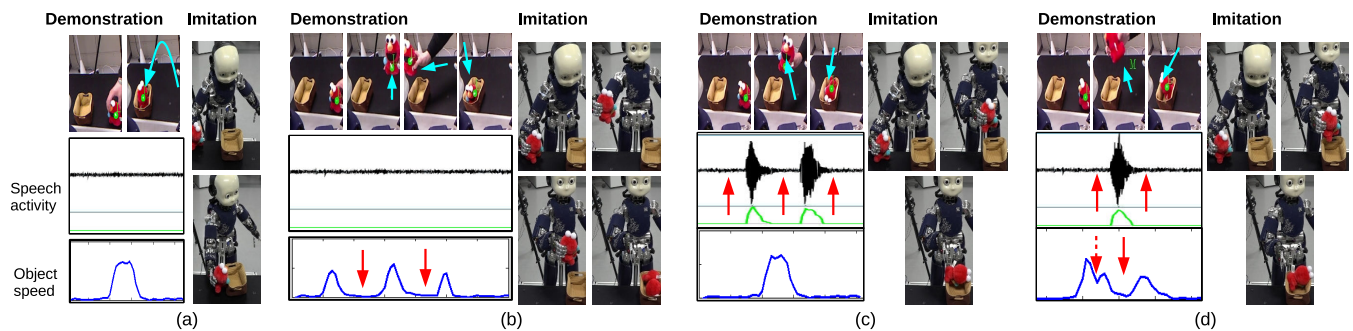 Demonstration Imitation
Demonstration Imitation
Demonstration Imitation
Demonstration Imitation
Speech
activity
Object
speed
(a)
(b)
(c)
(d)